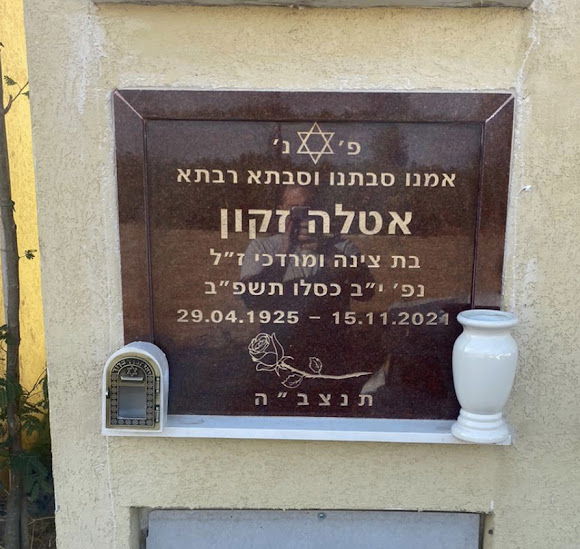 פ׳ נ׳
אמנו סבתנו וסבתא רבתא
אטלה זקון
בת צינה ומרדכי ז״ל
נפ׳ י״ב כסלו תשפ״ב
29.04.1925 – 15.11.2021
תנצב״ה